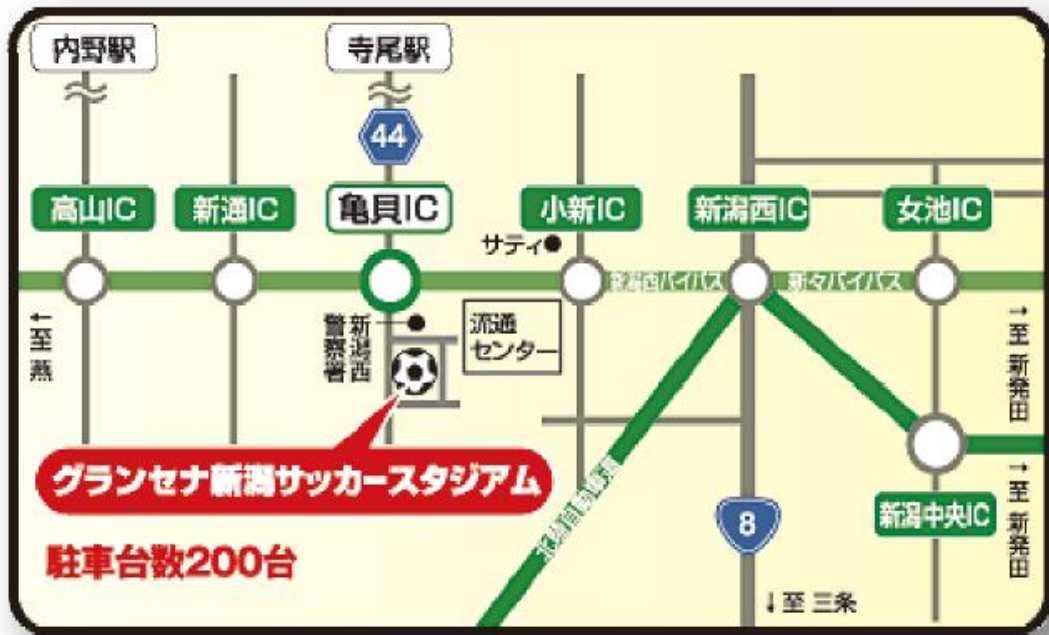 内野駅
寺尾駅
44
高山IC
新通IC
亀貝IC
小新IC
新潟西IC
女池IC
サティ
新潟西バイパス
新々バイパス
←至 燕
新潟西
警察署
流通
センター
→至 新発田
グランセナ新潟サッカースタジアム
駐車台数200台
8
新潟中央IC
→至 新発田
↓至 三条